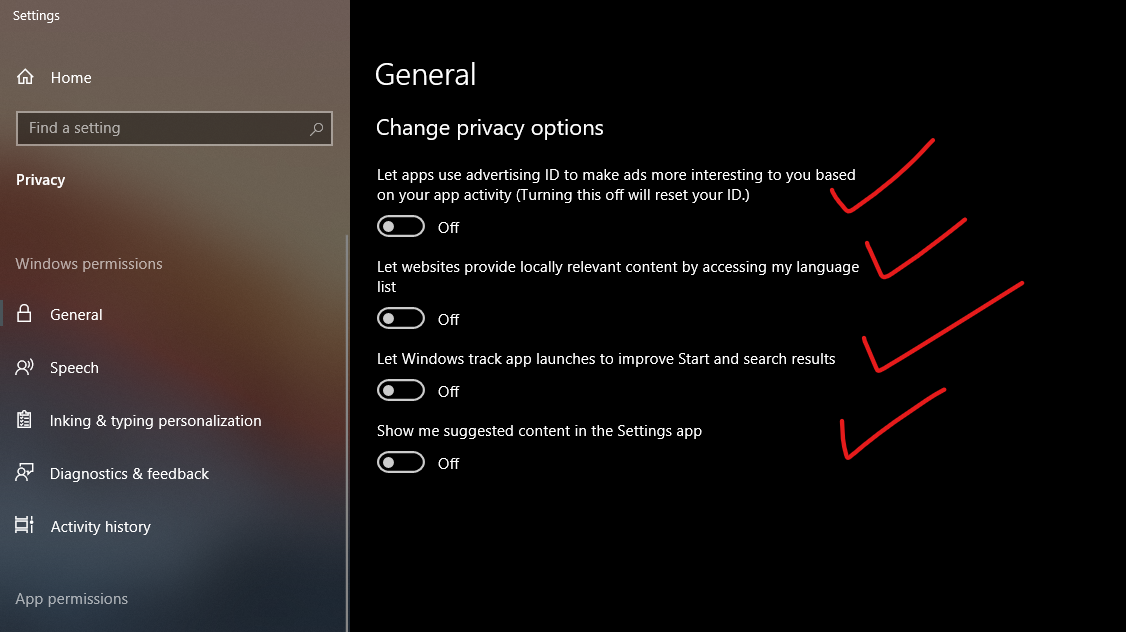 Settings
Home
Find a setting
Privacy
Windows permissions
General
Speech
Inking & typing personalization
Diagnostics & feedback
Activity history
App permissions
General
Change privacy options
Let apps use advertising ID to make ads more interesting to you based
on your app activity (Turning this off will reset your ID.)
Off
Let websites provide locally relevant content by accessing my language
list
Off
Let Windows track app launches to improve Start and search results
Off
Show me suggested content in the Settings app
Off